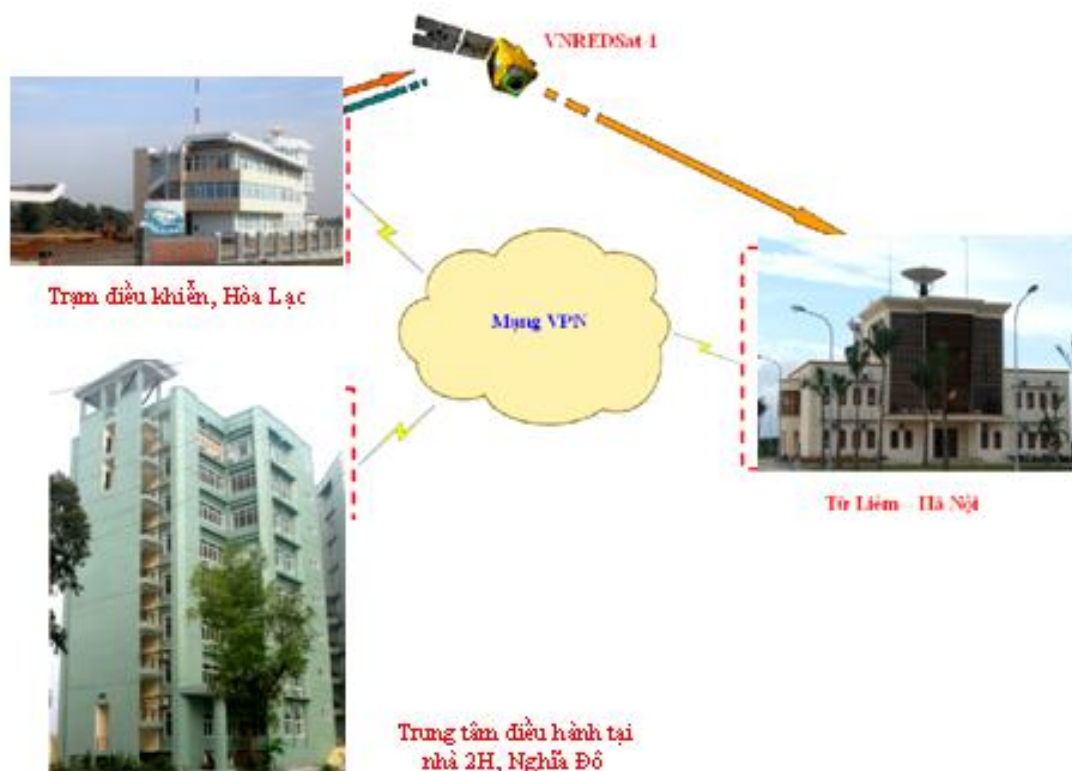 VNREDSat-1
Trạm điều khiển, Hòa Lạc
Mạng VPN
Từ Liêm – Hà Nội
Trung tâm điều hành tại
nhà 2H, Nghĩa Đô